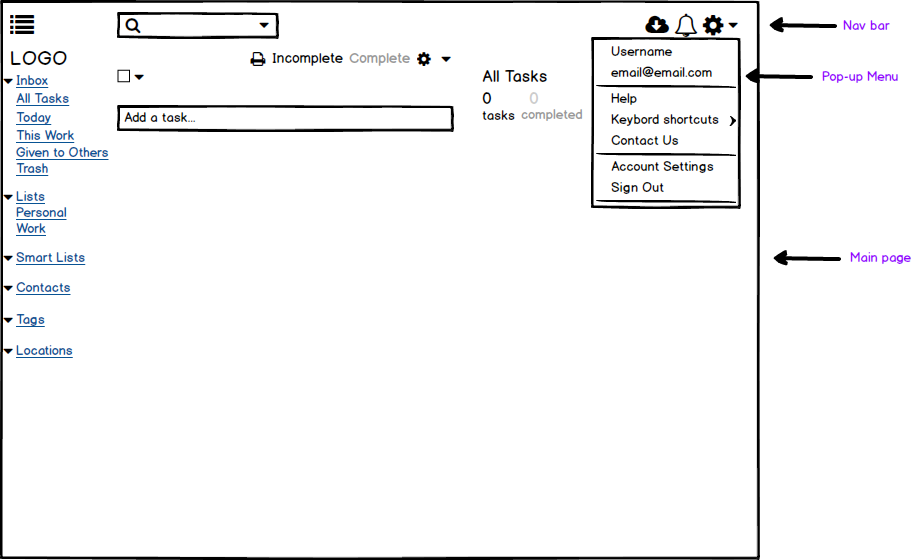 Nav bar
LOGO
Incomplete Complete
Username
email@email.com
Pop-up Menu
Inbox
All Tasks
Today
This Work
Given to Others
Trash
Add a task...
All Tasks
0 0
tasks completed
Help
Keybord shortcuts
Contact Us
Account Settings
Sign Out
Lists
Personal
Work
Smart Lists
Main page
Contacts
Tags
Locations